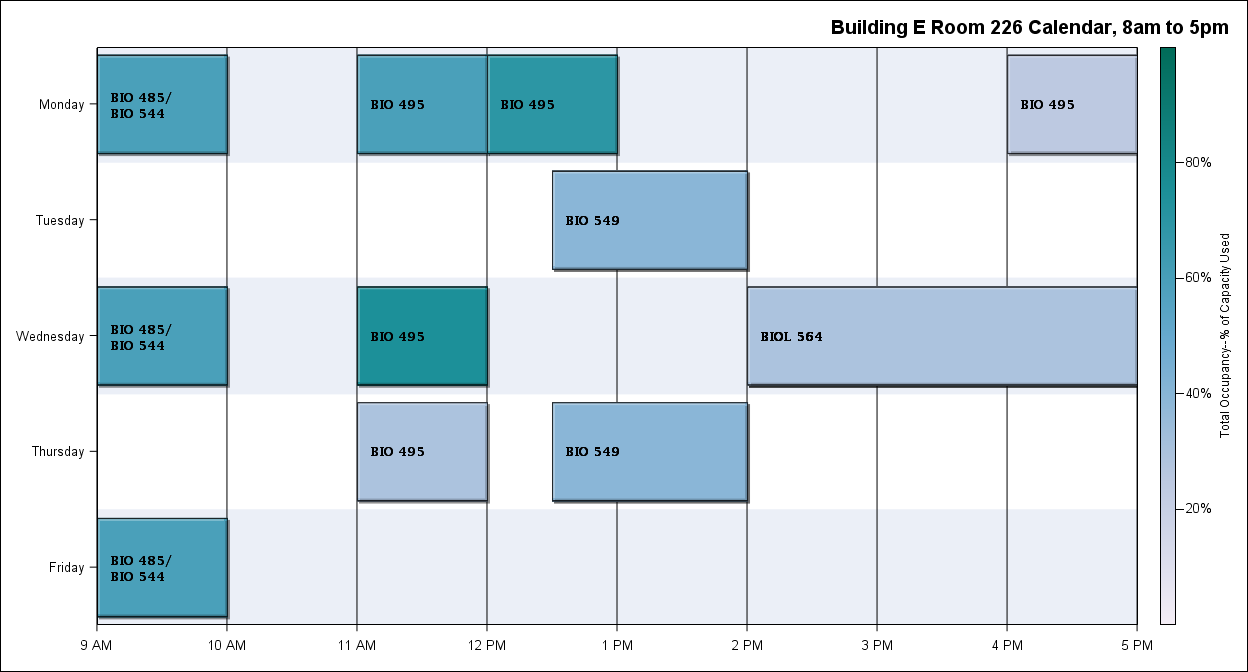 Building E Room 226 Calendar, 8am to 5pm
Monday
BIO 485/
BIO 544
BIO 495
BIO 495
BIO 495
Tuesday
BIO 549
Wednesday
BIO 485/
BIO 544
BIO 495
BIOL 564
Thursday
BIO 495
BIO 549
Friday
BIO 485/
BIO 544
9 AM
10 AM
11 AM
12 PM
1 PM
2 PM
3 PM
4 PM
5 PM
80%
60%
40%
20%
Total Occupancy--% of Capacity Used